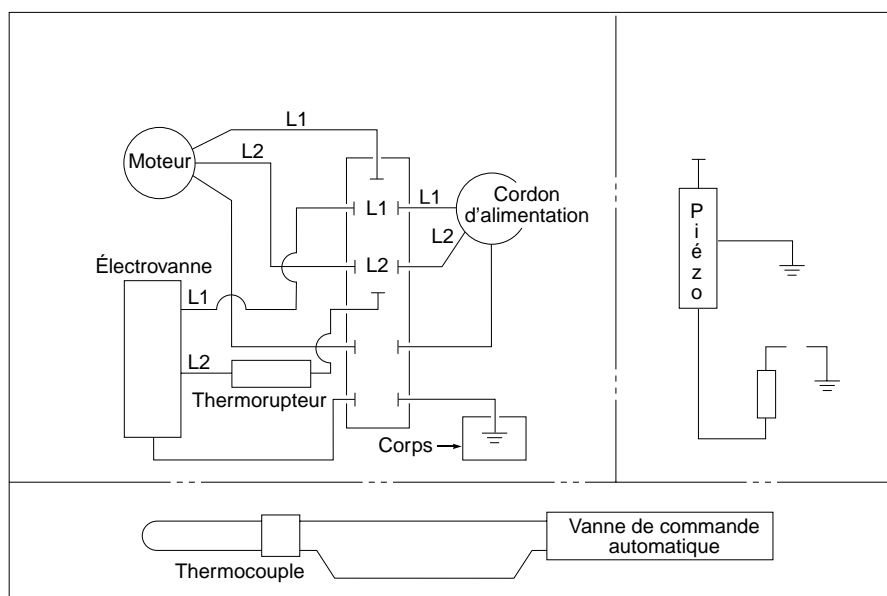 L1
L2
Moteur
L1
L1
Cordon
d'alimentation
L2
L2
Électrovanne
L1
L2
Thermorupteur
Corps
Piézo
Vanne de commande
automatique
Thermocouple